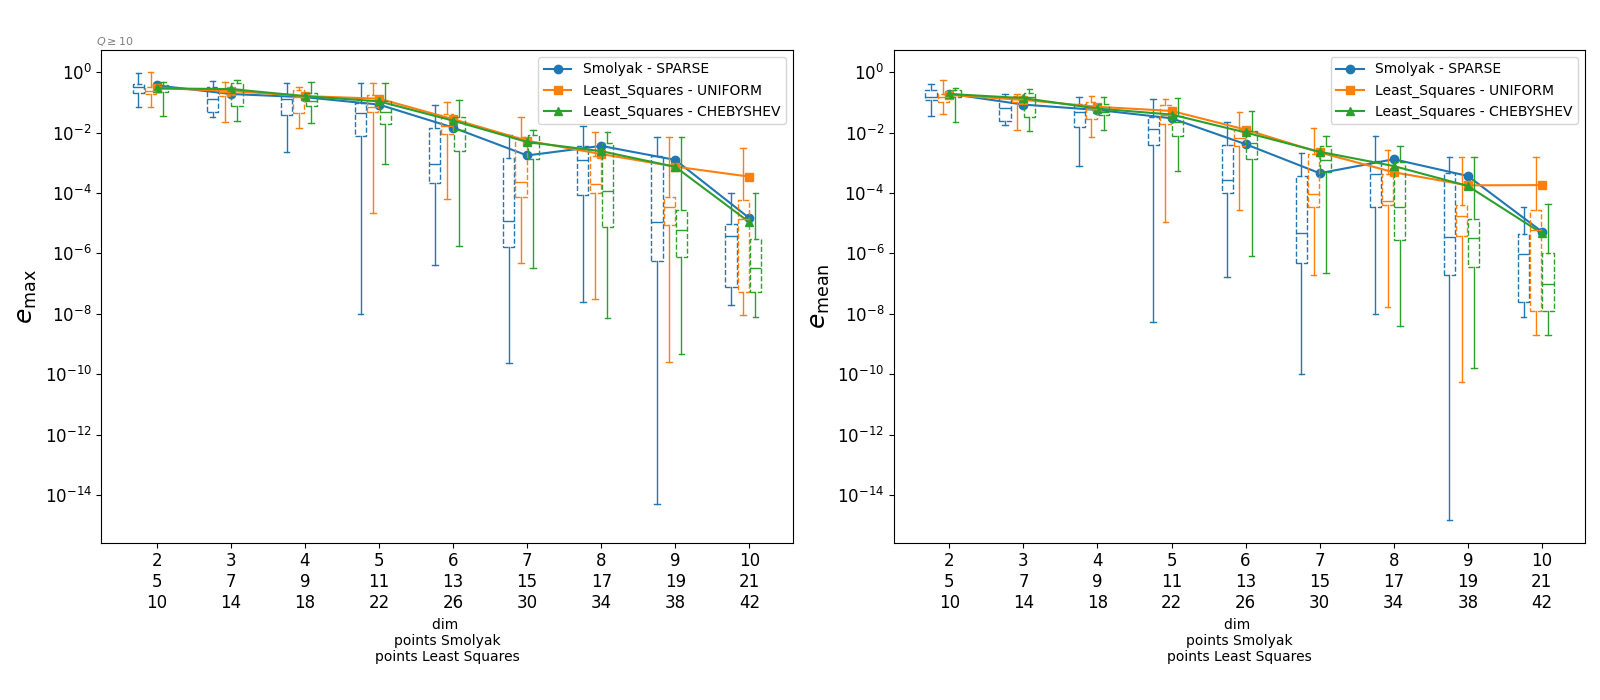 Q ≥ 10
10⁰
10⁻²
10⁻⁴
10⁻⁶
10⁻⁸
10⁻¹⁰
10⁻¹²
10⁻¹⁴
e_max
Smolyak - SPARSE
Least_Squares - UNIFORM
Least_Squares - CHEBYSHEV
2 3 4 5 6 7 8 9 10
5 7 9 11 13 15 17 19 21
10 14 18 22 26 30 34 38 42
dim
points Smolyak
points Least Squares
10⁰
10⁻²
10⁻⁴
10⁻⁶
10⁻⁸
10⁻¹⁰
10⁻¹²
10⁻¹⁴
e_mean
Smolyak - SPARSE
Least_Squares - UNIFORM
Least_Squares - CHEBYSHEV
2 3 4 5 6 7 8 9 10
5 7 9 11 13 15 17 19 21
10 14 18 22 26 30 34 38 42
dim
points Smolyak
points Least Squares